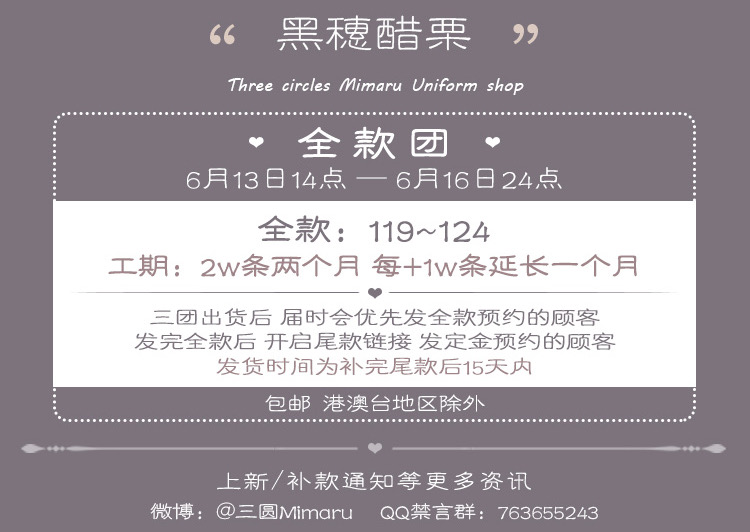 “ 黑穗醋栗 ”
Three circles Mimaru Uniform shop
❤ 全款团 ❤
6月13日14点 — 6月16日24点
全款：119~124
工期：2w条两个月 每+1w条延长一个月
三团出货后 届时会优先发全款预约的顾客
发完全款后 开启尾款链接 发定金预约的顾客
发货时间为补完尾款后15天内
包邮 港澳台地区除外
上新/补款通知等更多资讯
微博：@三圆Mimaru QQ禁言群：763655243